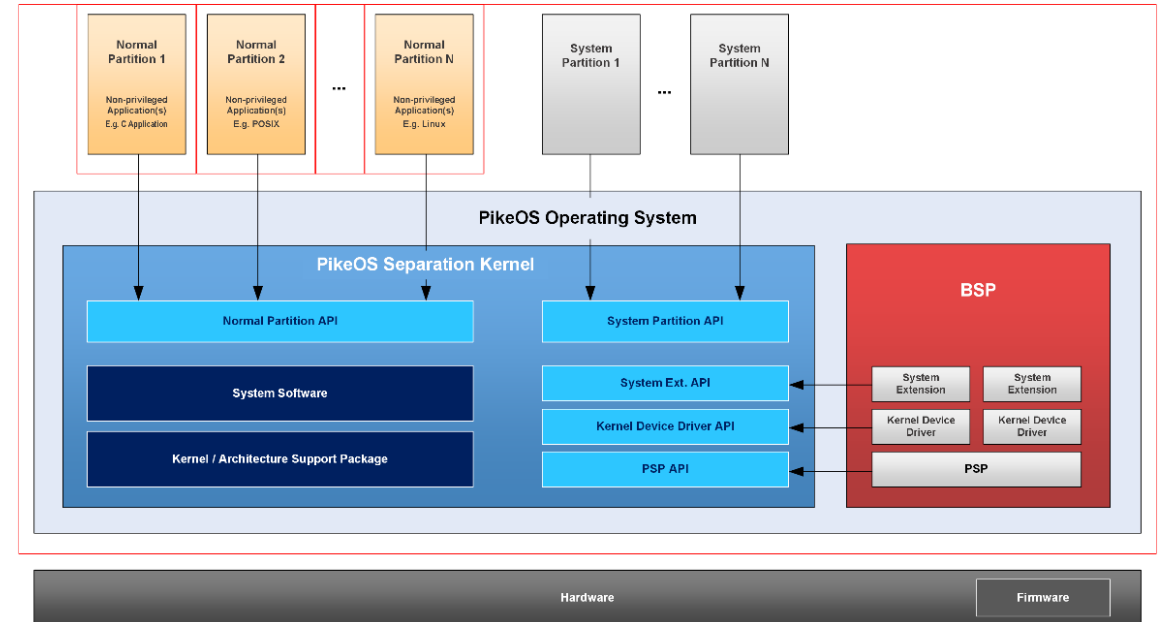 Normal
Partition 1
Non-privileged
Application(s)
E.g. C Application
Normal
Partition 2
Non-privileged
Application(s)
E.g. POSIX
...
Normal
Partition N
Non-privileged
Application(s)
E.g. Linux
System
Partition 1
...
System
Partition N
PikeOS Operating System
PikeOS Separation Kernel
BSP
Normal Partition API
System Partition API
System Software
System Ext. API
System
Extension
System
Extension
Kernel Device Driver API
Kernel Device
Driver
Kernel Device
Driver
Kernel / Architecture Support Package
PSP API
PSP
Hardware
Firmware